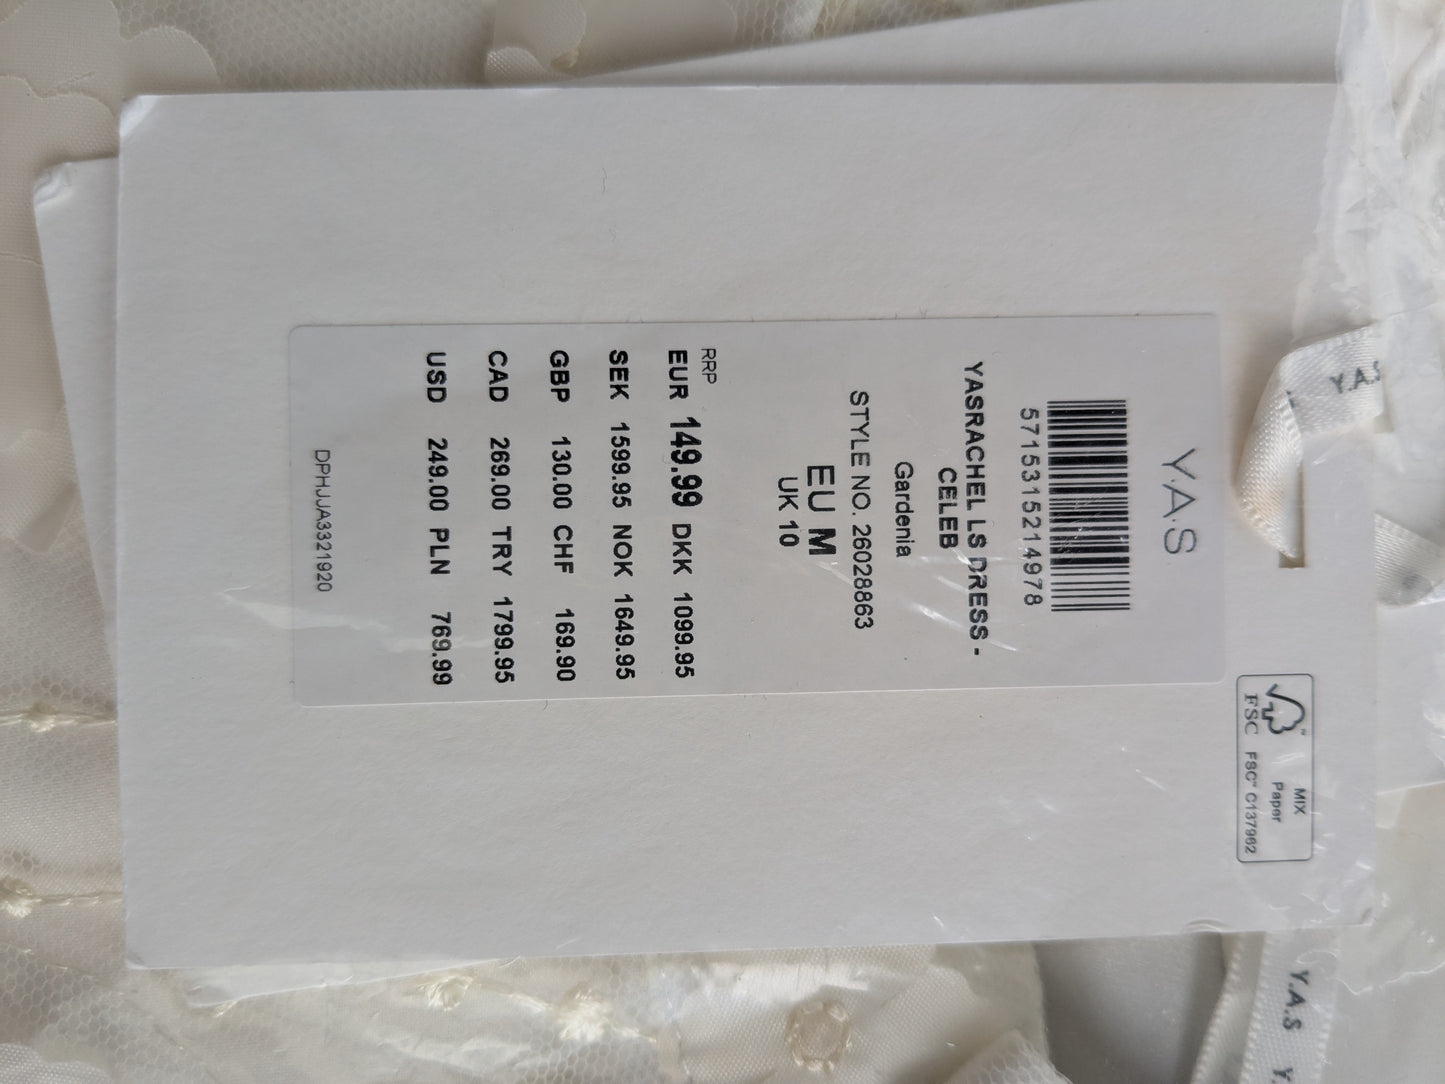 Y.A.S
5715315214978
YASRACHEL LS DRESS -
CELEB
Gardenia
STYLE NO. 26028863
EU M
UK 10
RRP
EUR 149.99 DKK 1099.95
SEK 1599.95 NOK 1649.95
GBP 130.00 CHF 169.90
CAD 269.00 TRY 1799.95
USD 249.00 PLN 769.99
DPHJJA3321920
MIX
Paper
FSC
FSC™ C137962
Y.A.S
Y.A.S